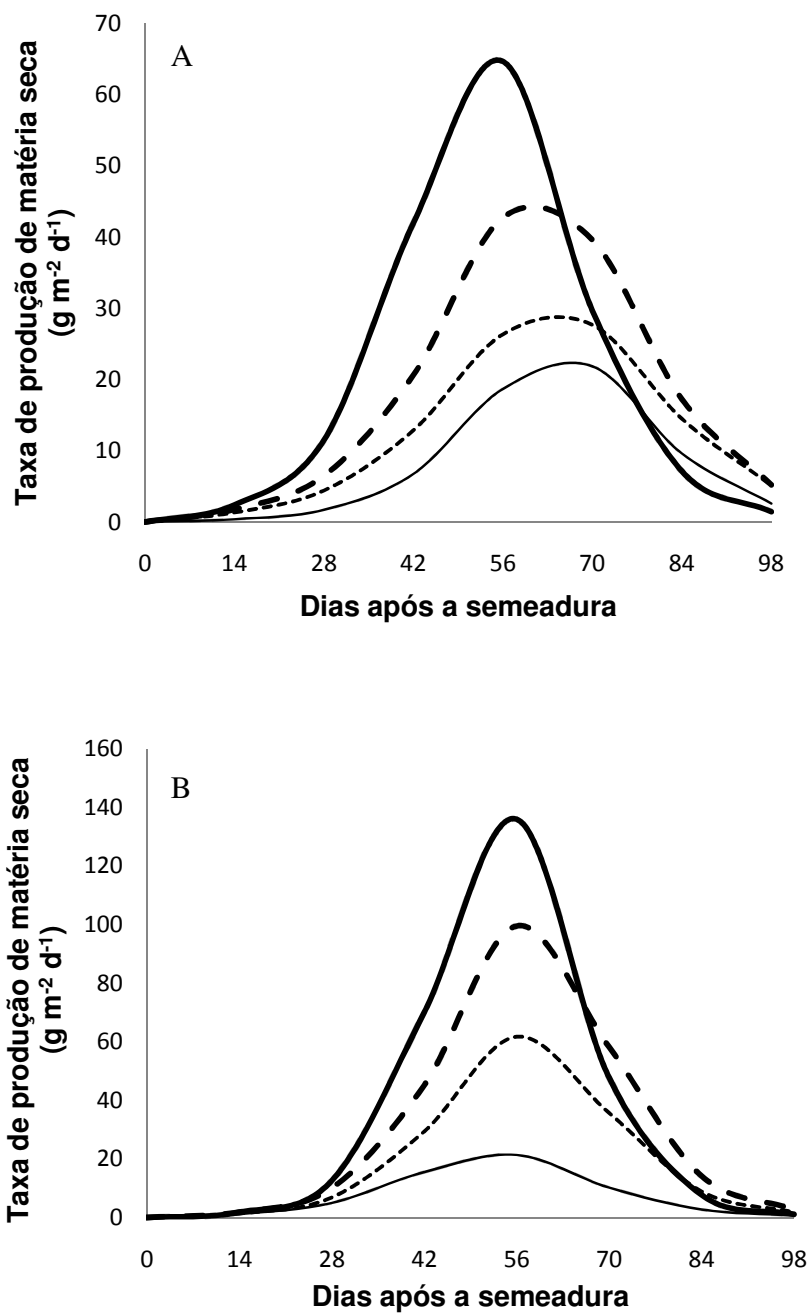 A
Taxa de produção de matéria seca
(g m-2 d-1)
70
60
50
40
30
20
10
0
0 14 28 42 56 70 84 98
Dias após a semeadura
B
Taxa de produção de matéria seca
(g m-2 d-1)
160
140
120
100
80
60
40
20
0
0 14 28 42 56 70 84 98
Dias após a semeadura